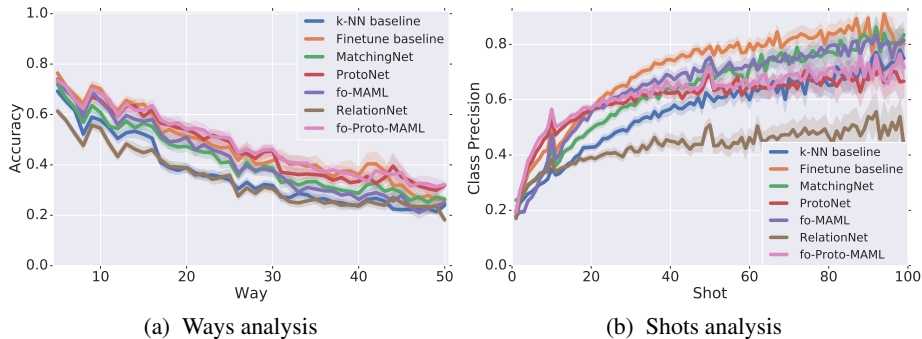 1.0
0.8
0.6
0.4
0.2
0.0
Accuracy
10
20
30
40
50
Way
k-NN baseline
Finetune baseline
MatchingNet
ProtoNet
fo-MAML
RelationNet
fo-Proto-MAML
(a) Ways analysis
0.8
0.6
0.4
0.2
0.0
Class Precision
0
20
40
60
80
100
Shot
k-NN baseline
Finetune baseline
MatchingNet
ProtoNet
fo-MAML
RelationNet
fo-Proto-MAML
(b) Shots analysis